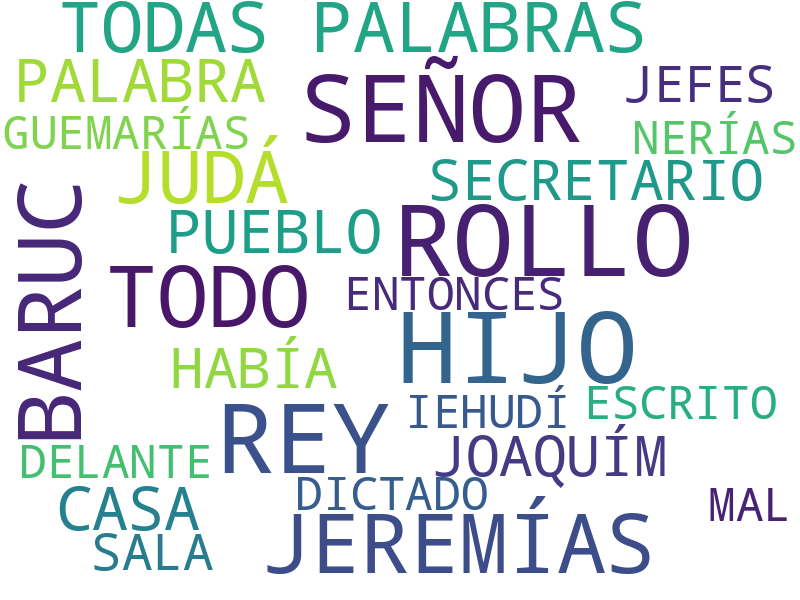 TODAS PALABRAS
PALABRA
SEÑOR
JEFES
GUEMARÍAS
NERÍAS
JUDÁ
SECRETARIO
BARUC
PUEBLO
ROLLO
TODO
ENTONCES
HIJO
HABÍA
IEHUDÍ
ESCRITO
REY
JOAQUÍM
DELANTE
DICTADO
CASA
MAL
SALA
JEREMÍAS